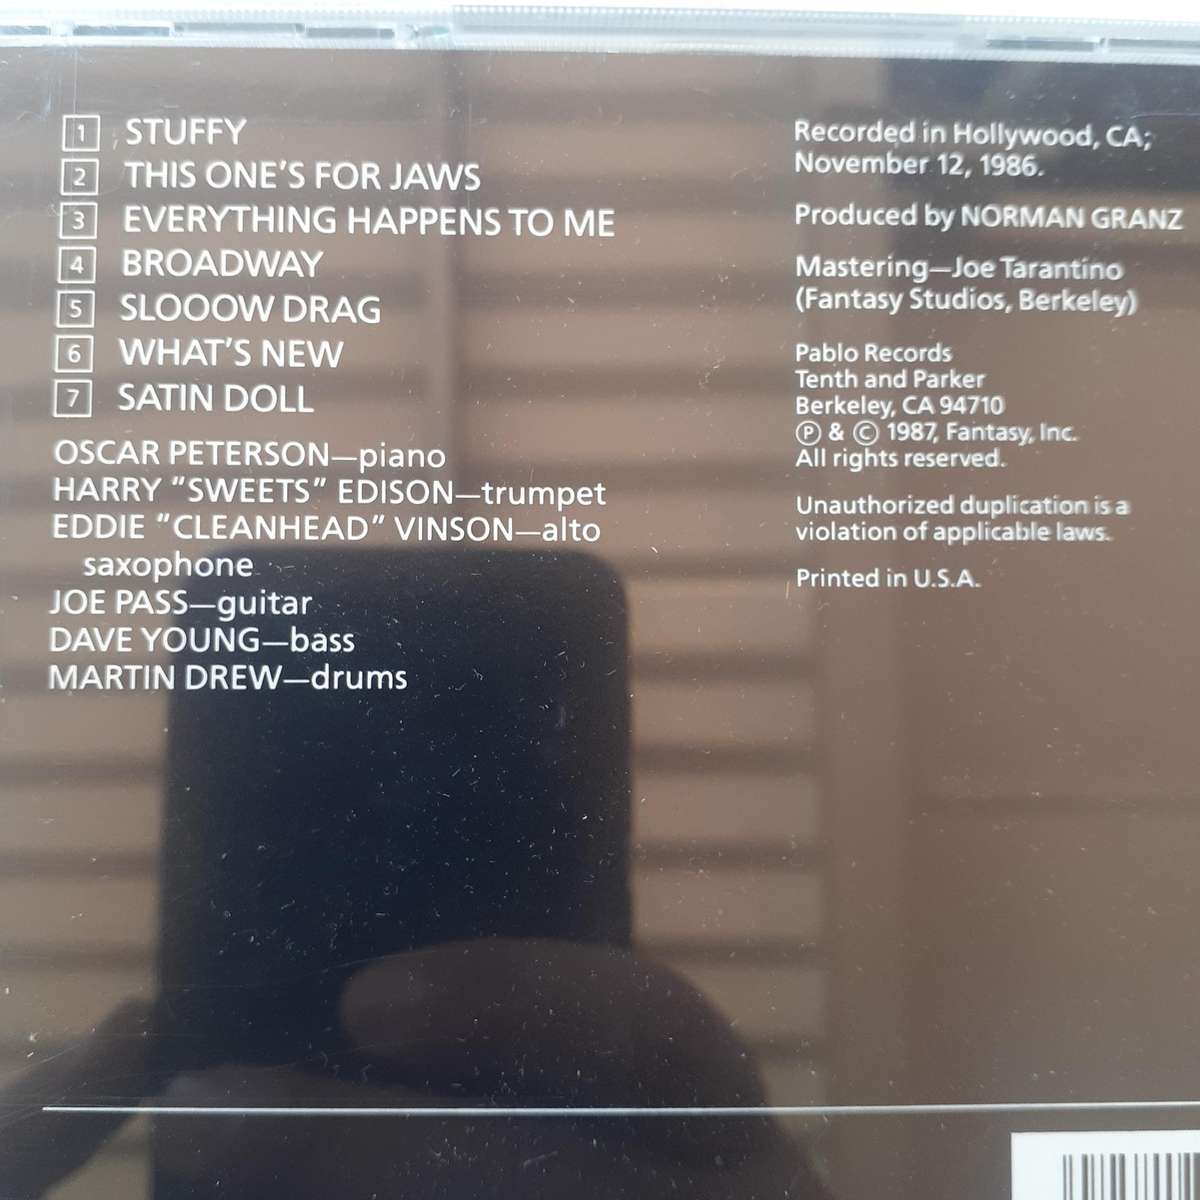 1 STUFFY
2 THIS ONE'S FOR JAWS
3 EVERYTHING HAPPENS TO ME
4 BROADWAY
5 SLOOOW DRAG
6 WHAT'S NEW
7 SATIN DOLL
OSCAR PETERSON—piano
HARRY "SWEETS" EDISON—trumpet
EDDIE "CLEANHEAD" VINSON—alto
saxophone
JOE PASS—guitar
DAVE YOUNG—bass
MARTIN DREW—drums
Recorded in Hollywood, CA;
November 12, 1986.
Produced by NORMAN GRANZ
Mastering—Joe Tarantino
(Fantasy Studios, Berkeley)
Pablo Records
Tenth and Parker
Berkeley, CA 94710
℗ & © 1987, Fantasy, Inc.
All rights reserved.
Unauthorized duplication is a
violation of applicable laws.
Printed in U.S.A.